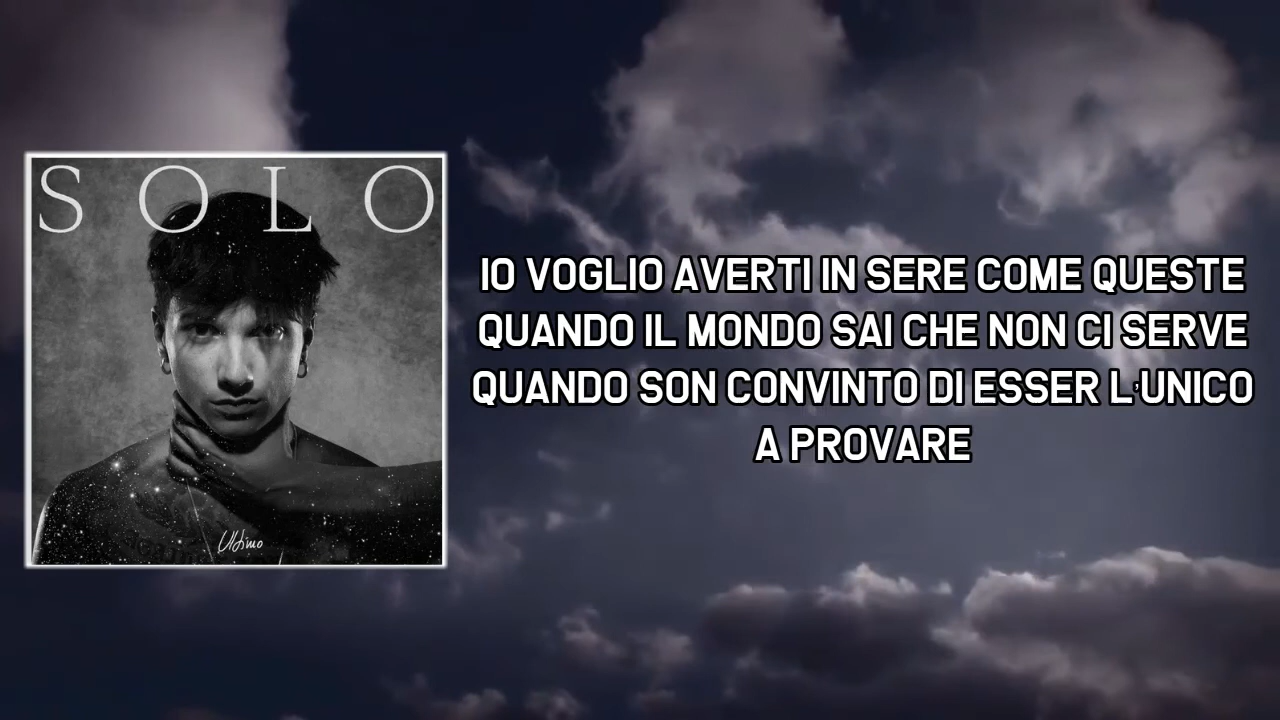 SOLO
Ultimo
IO VOGLIO AVERTI IN SERE COME QUESTE
QUANDO IL MONDO SAI CHE NON CI SERVE
QUANDO SON CONVINTO DI ESSER L'UNICO
A PROVARE